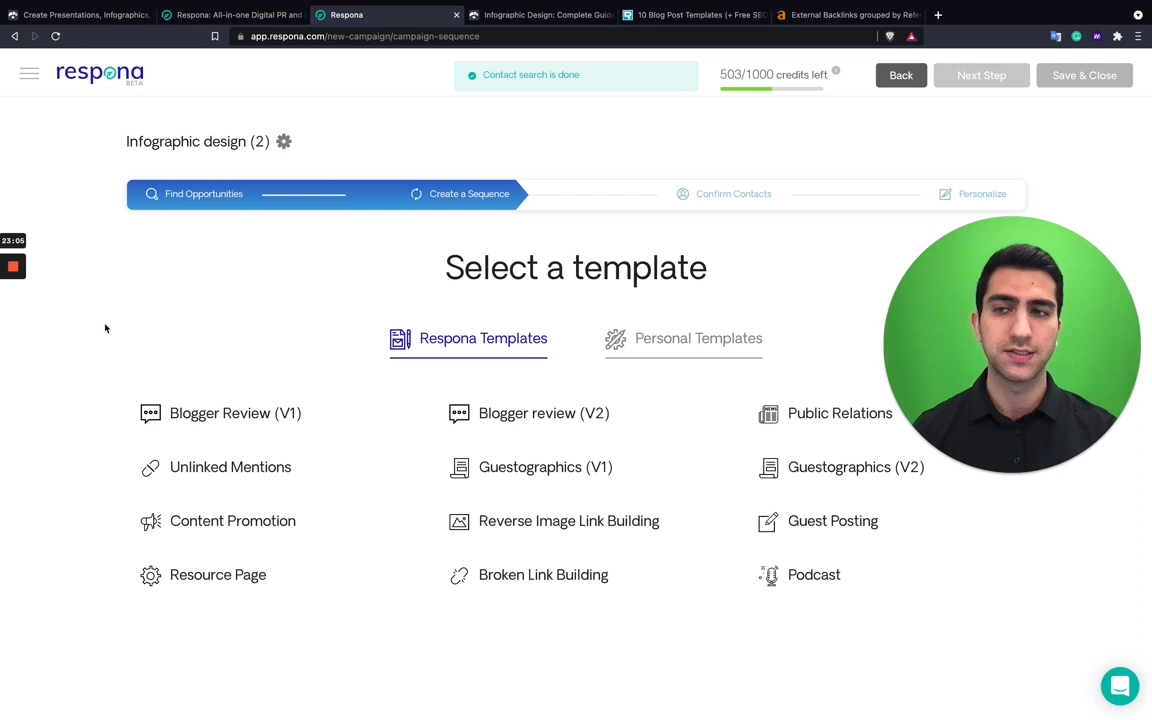 Create Presentations, Infographics,
Respona: All-in-one Digital PR and
Respona
Infographic Design: Complete Guide
10 Blog Post Templates (+ Free SEO
External Backlinks grouped by Refer
app.respona.com/new-campaign/campaign-sequence
respona
BETA
Contact search is done
503/1000 credits left
Back
Next Step
Save & Close
Infographic design (2)
Find Opportunities
Create a Sequence
Confirm Contacts
Personalize
23:05
Select a template
Respona Templates
Personal Templates
Blogger Review (V1)
Blogger review (V2)
Public Relations
Unlinked Mentions
Guestographics (V1)
Guestographics (V2)
Content Promotion
Reverse Image Link Building
Guest Posting
Resource Page
Broken Link Building
Podcast